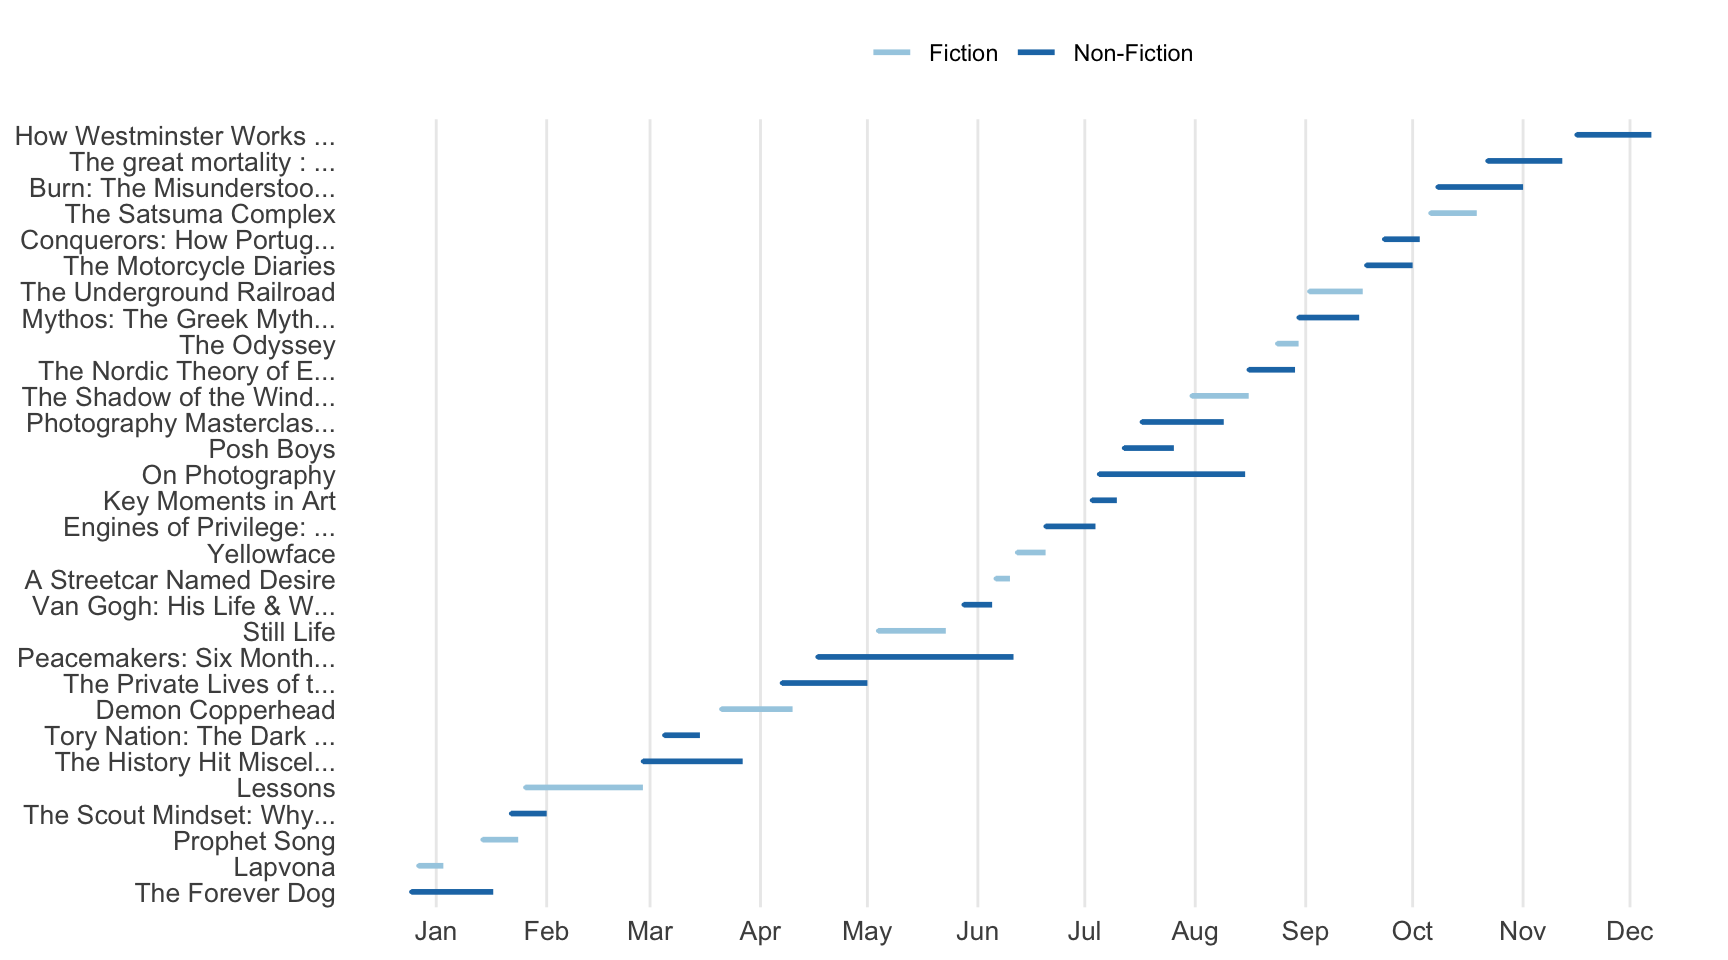 Fiction Non-Fiction
How Westminster Works ...
The great mortality : ...
Burn: The Misunderstoo...
The Satsuma Complex
Conquerors: How Portug...
The Motorcycle Diaries
The Underground Railroad
Mythos: The Greek Myth...
The Odyssey
The Nordic Theory of E...
The Shadow of the Wind...
Photography Masterclas...
Posh Boys
On Photography
Key Moments in Art
Engines of Privilege: ...
Yellowface
A Streetcar Named Desire
Van Gogh: His Life & W...
Still Life
Peacemakers: Six Month...
The Private Lives of t...
Demon Copperhead
Tory Nation: The Dark ...
The History Hit Miscel...
Lessons
The Scout Mindset: Why...
Prophet Song
Lapvona
The Forever Dog
Jan Feb Mar Apr May Jun Jul Aug Sep Oct Nov Dec